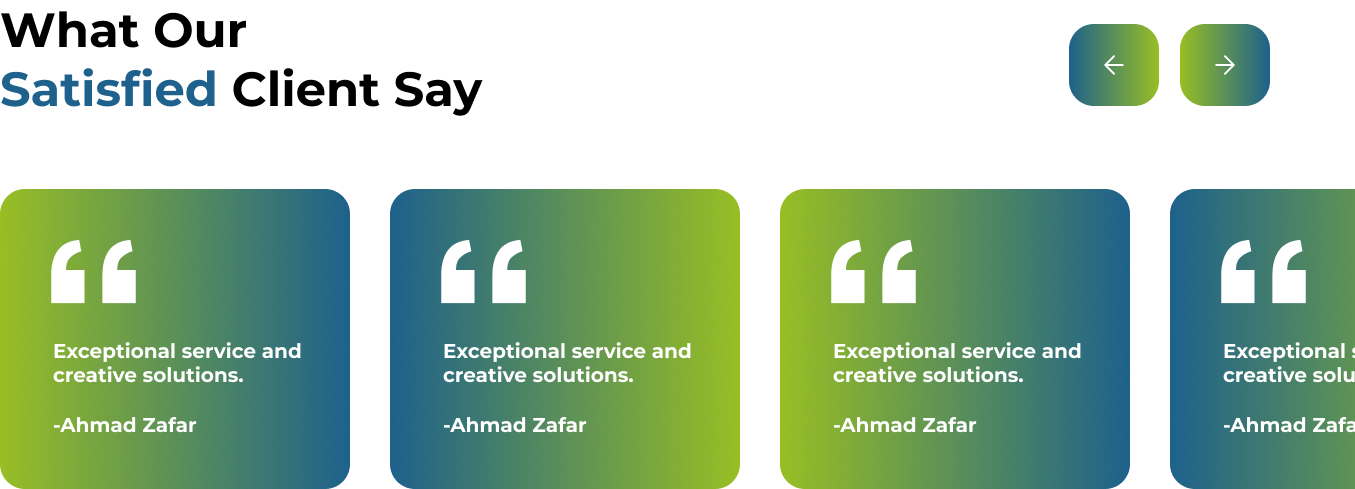 What Our
Satisfied Client Say
Exceptional service and
creative solutions.
-Ahmad Zafar
Exceptional service and
creative solutions.
-Ahmad Zafar
Exceptional service and
creative solutions.
-Ahmad Zafar
Exceptional
creative
-Ahmad